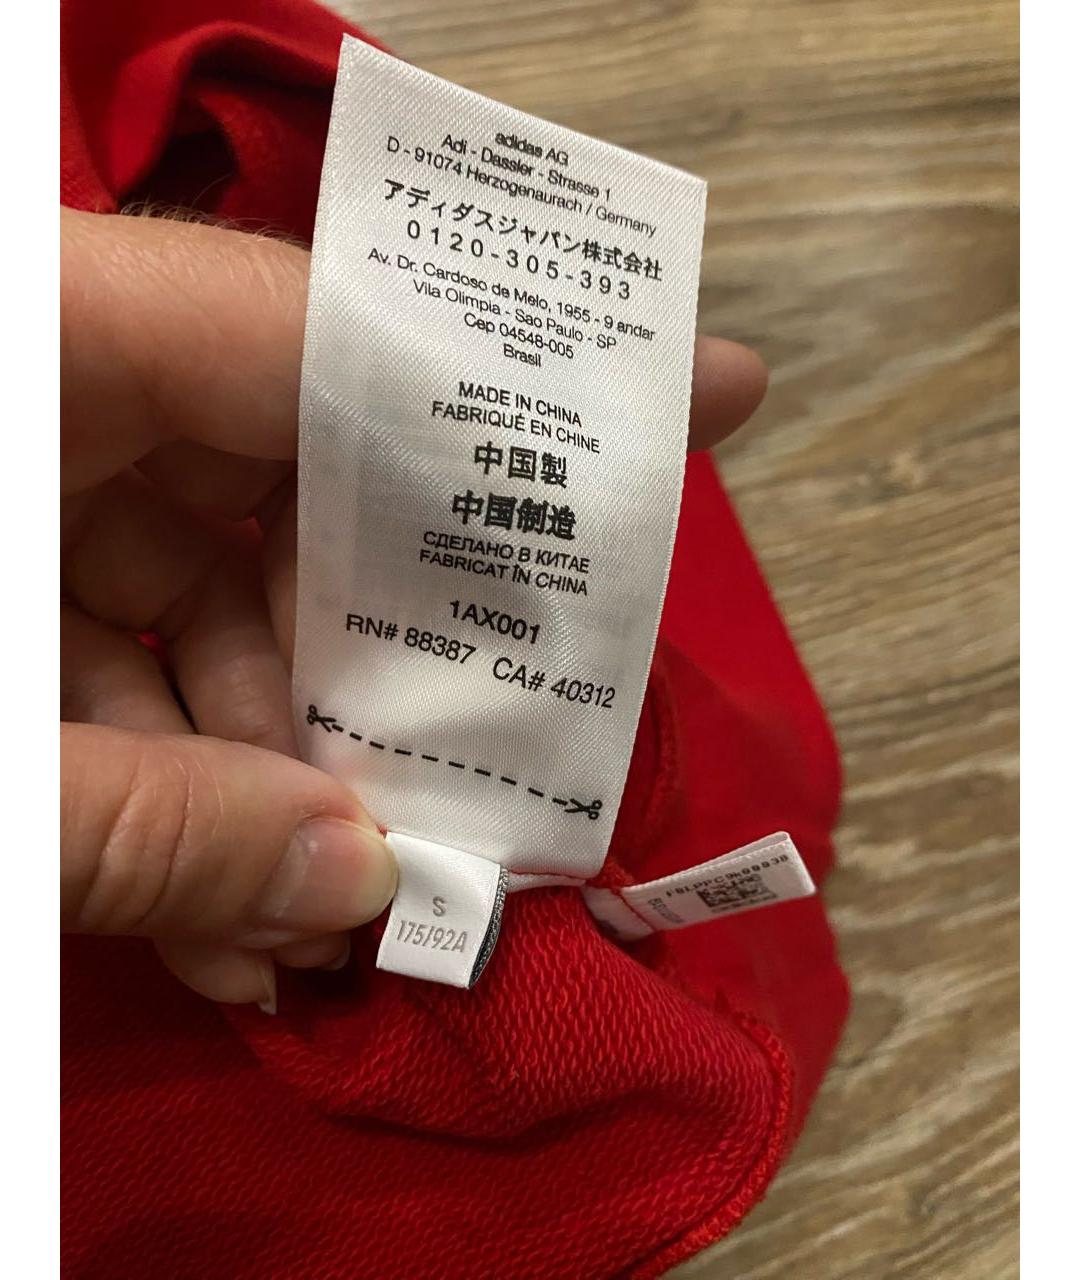 adidas AG
Adi - Dassler - Strasse 1
D - 91074 Herzogenaurach / Germany
アディダスジャパン株式会社
0120-305-393
Av. Dr. Cardoso de Melo, 1955 - 9 andar
Vila Olimpia - Sao Paulo - SP
Cep 04548-005
Brasil
MADE IN CHINA
FABRIQUÉ EN CHINE
中国製
中国制造
СДЕЛАНО В КИТАЕ
FABRICAT ÎN CHINA
1AX001
RN# 88387 CA# 40312
S
175/92A